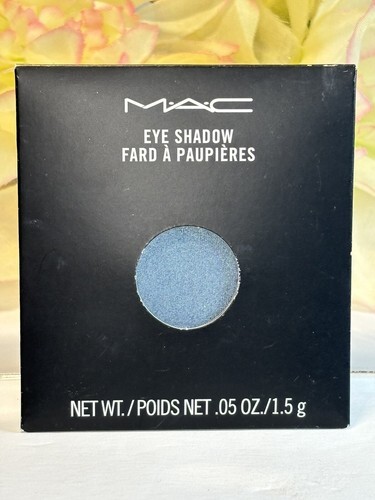 M·A·C
EYE SHADOW
FARD À PAUPIÈRES
NET WT./POIDS NET .05 OZ./1.5 g